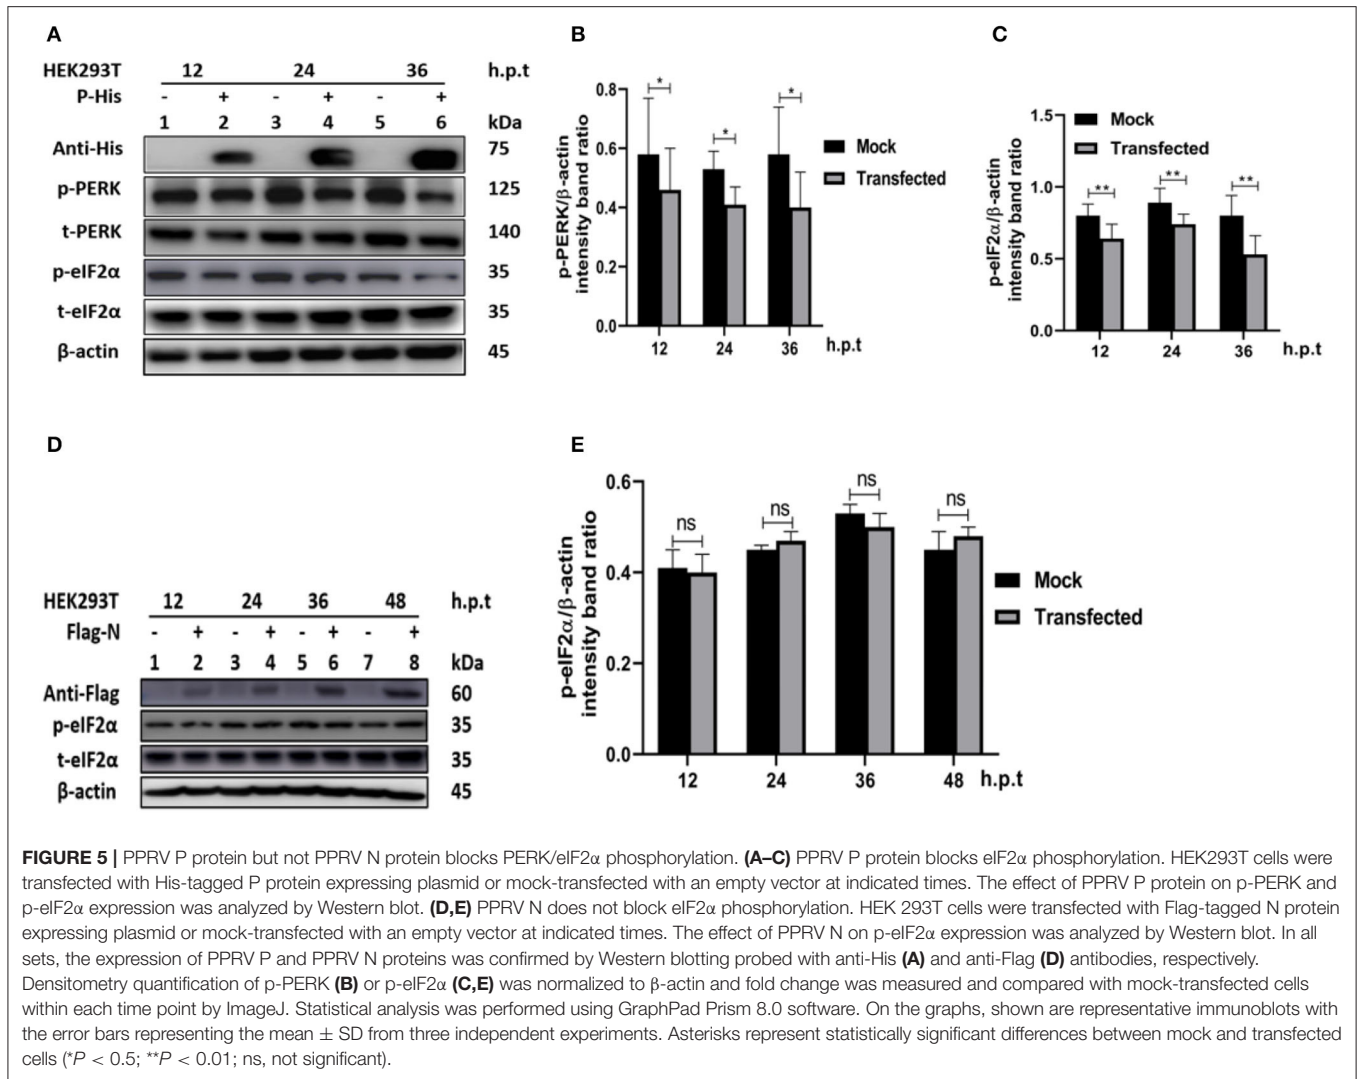 A
HEK293T 12 24 36 h.p.t
P-His - + - + - +
1 2 3 4 5 6 kDa
Anti-His 75
p-PERK 125
t-PERK 140
p-eIF2α 35
t-eIF2α 35
β-actin 45
B
p-PERK/β-actin
intensity band ratio
0.8
0.6
0.4
0.2
0.0
* * *
12 24 36 h.p.t
Mock
Transfected
C
p-eIF2α/β-actin
intensity band ratio
1.5
1.0
0.5
0.0
Mock
Transfected
** ** **
12 24 36 h.p.t
D
HEK293T 12 24 36 48 h.p.t
Flag-N - + - + - + - +
1 2 3 4 5 6 7 8 kDa
Anti-Flag 60
p-eIF2α 35
t-eIF2α 35
β-actin 45
E
p-eIF2α/β-actin
intensity band ratio
0.6
0.4
0.2
0.0
ns ns ns ns
12 24 36 48 h.p.t
Mock
Transfected
FIGURE 5 | PPRV P protein but not PPRV N protein blocks PERK/eIF2α phosphorylation. (A–C) PPRV P protein blocks eIF2α phosphorylation. HEK293T cells were
transfected with His-tagged P protein expressing plasmid or mock-transfected with an empty vector at indicated times. The effect of PPRV P protein on p-PERK and
p-eIF2α expression was analyzed by Western blot. (D,E) PPRV N does not block eIF2α phosphorylation. HEK 293T cells were transfected with Flag-tagged N protein
expressing plasmid or mock-transfected with an empty vector at indicated times. The effect of PPRV N on p-eIF2α expression was analyzed by Western blot. In all
sets, the expression of PPRV P and PPRV N proteins was confirmed by Western blotting probed with anti-His (A) and anti-Flag (D) antibodies, respectively.
Densitometry quantification of p-PERK (B) or p-eIF2α (C,E) was normalized to β-actin and fold change was measured and compared with mock-transfected cells
within each time point by ImageJ. Statistical analysis was performed using GraphPad Prism 8.0 software. On the graphs, shown are representative immunoblots with
the error bars representing the mean ± SD from three independent experiments. Asterisks represent statistically significant differences between mock and transfected
cells (*P < 0.5; **P < 0.01; ns, not significant).